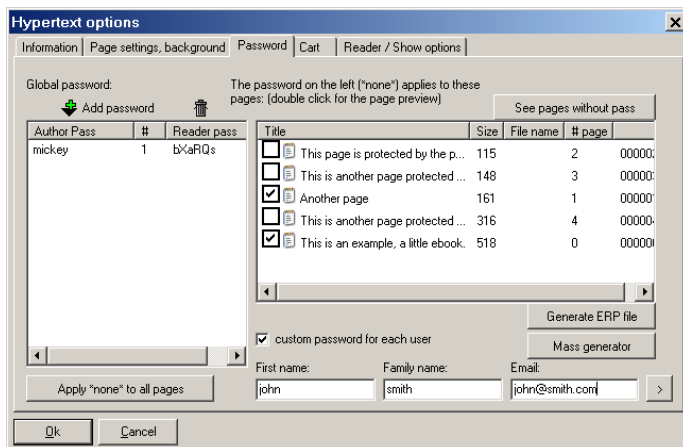 Hypertext options
Information Page settings, background Password Cart Reader / Show options
Global password:
The password on the left (*none*) applies to these
pages: (double click for the page preview)
Add password
See pages without pass
Author Pass # Reader pass
mickey 1 bXaRQs
Title Size File name # page
This page is protected by the p... 115 2 00000
This is another page protected ... 148 3 00000
Another page 161 1 00000
This is another page protected ... 316 4 00000
This is an example, a little ebook. 518 0 00000
Generate ERP file
custom password for each user
Mass generator
First name: Family name: Email:
Apply *none* to all pages
john smith john@smith.com >
Ok Cancel